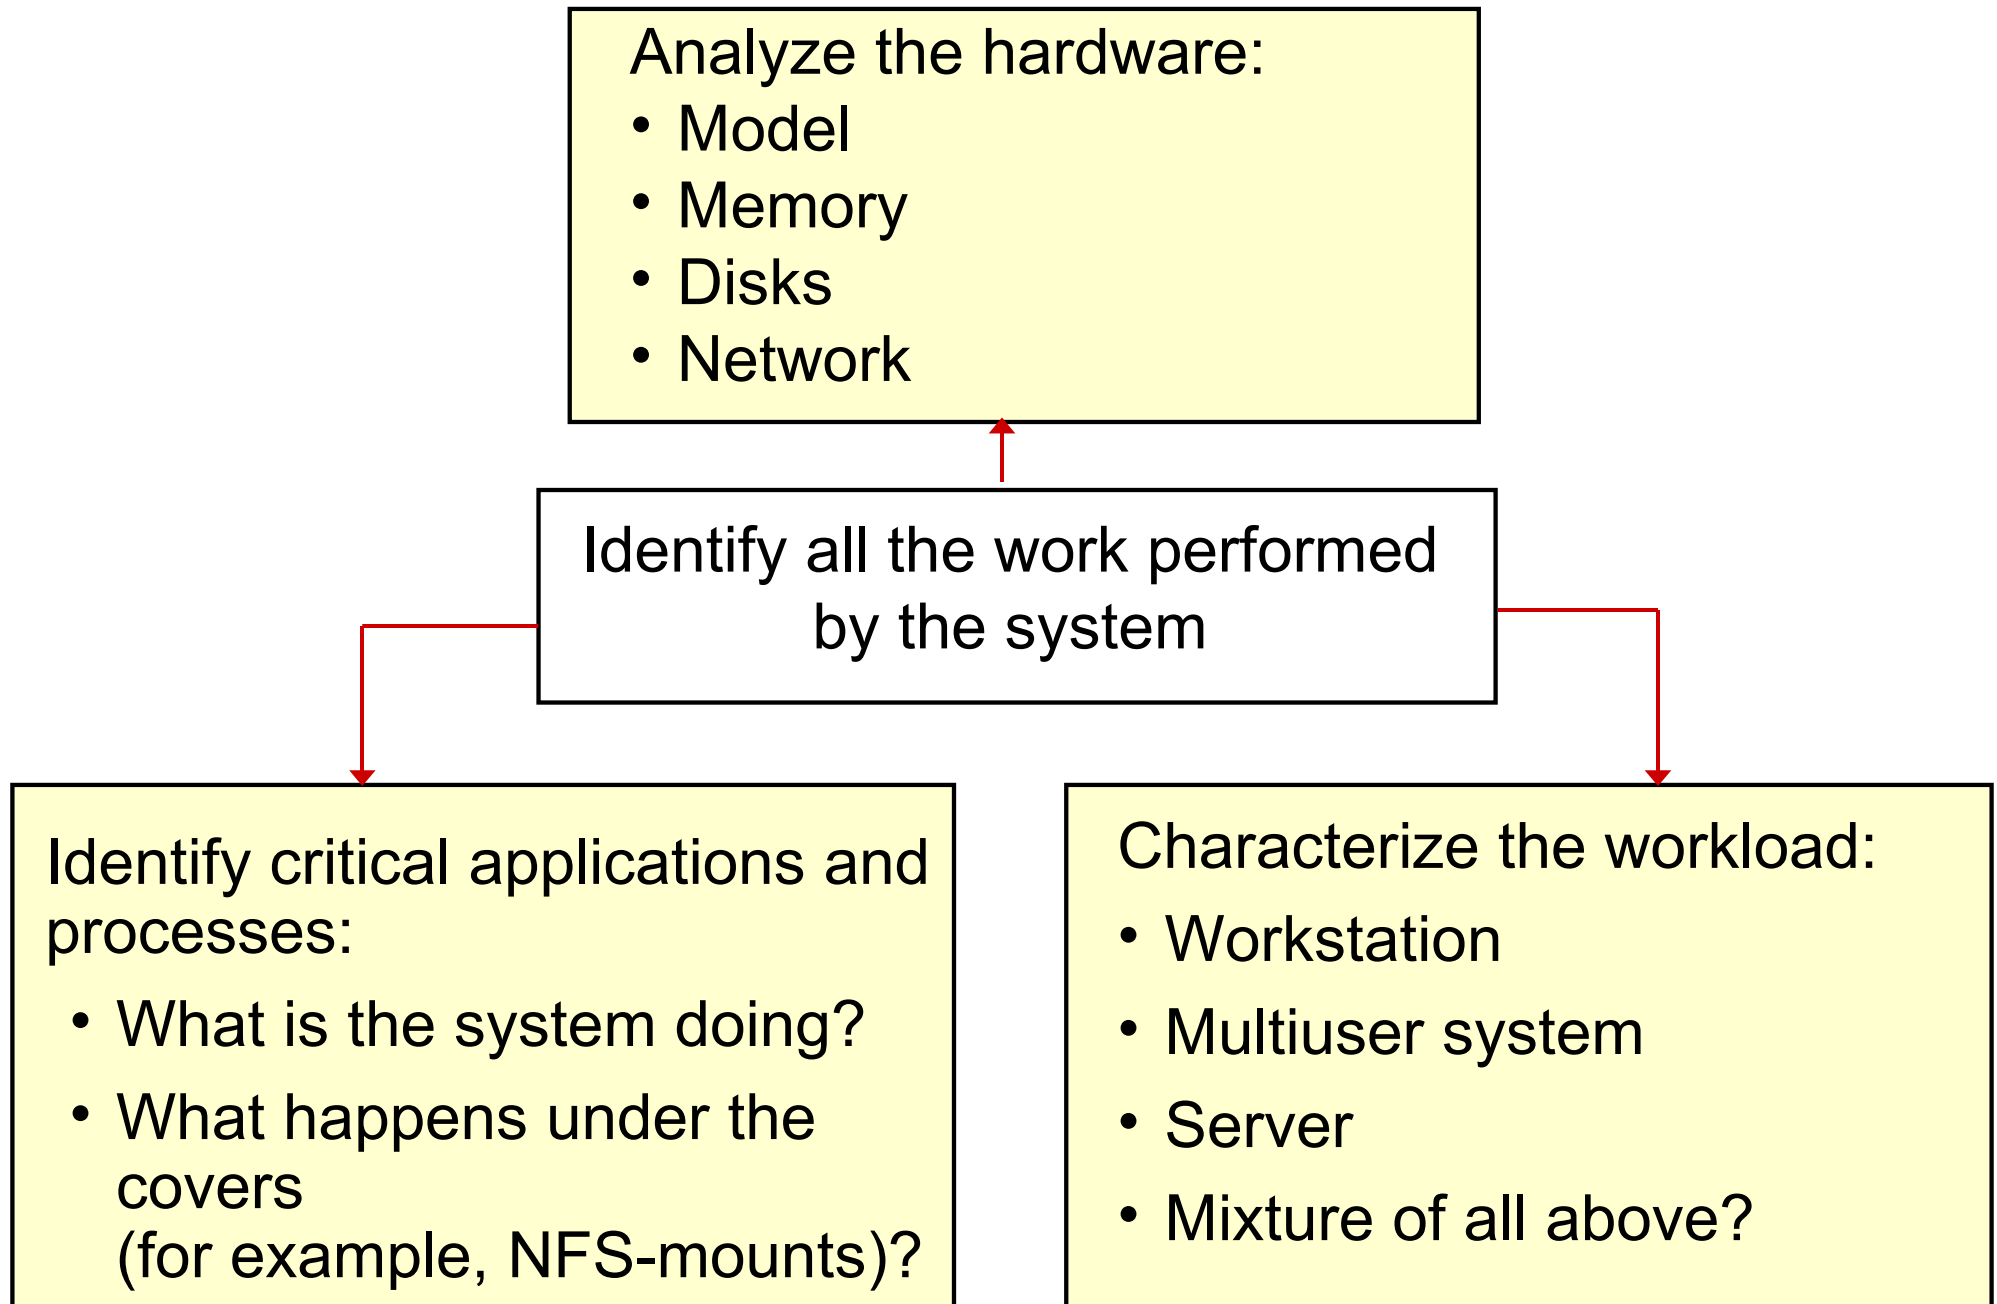 Analyze the hardware:
• Model
• Memory
• Disks
• Network
Identify all the work performed
by the system
Identify critical applications and
processes:
• What is the system doing?
• What happens under the
covers
(for example, NFS-mounts)?
Characterize the workload:
• Workstation
• Multiuser system
• Server
• Mixture of all above?